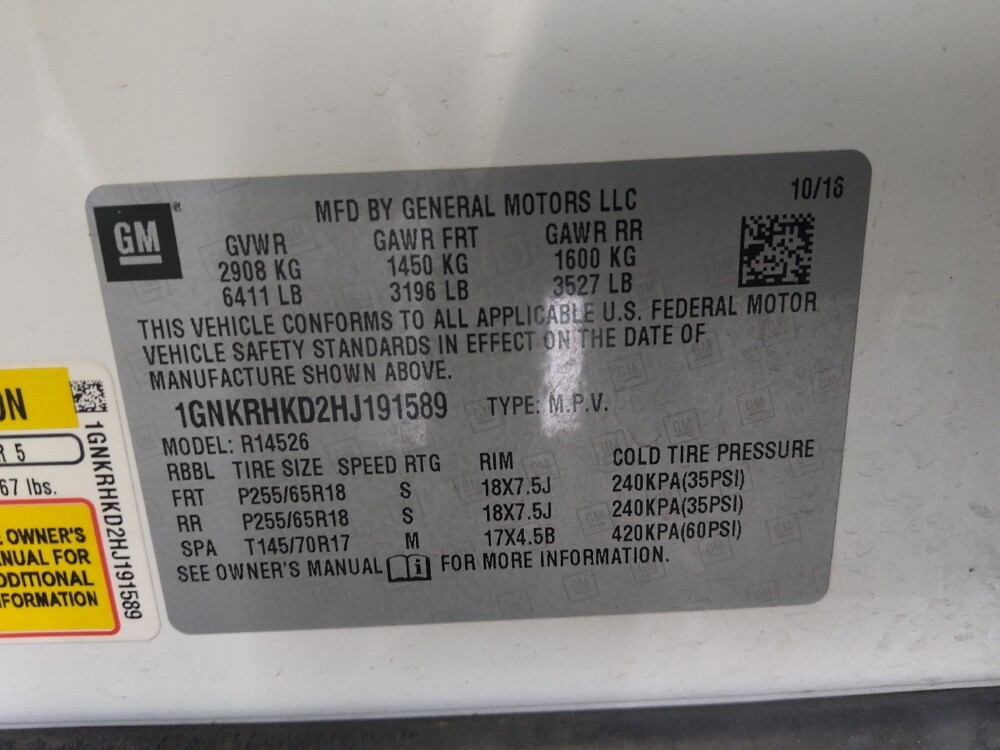 10/16
GM
MFD BY GENERAL MOTORS LLC
GVWR GAWR FRT GAWR RR
2908 KG 1450 KG 1600 KG
6411 LB 3196 LB 3527 LB
THIS VEHICLE CONFORMS TO ALL APPLICABLE U.S. FEDERAL MOTOR
VEHICLE SAFETY STANDARDS IN EFFECT ON THE DATE OF
MANUFACTURE SHOWN ABOVE.
1GNKRHKD2HJ191589 TYPE: M.P.V.
MODEL: R14526
RBBL TIRE SIZE SPEED RTG RIM COLD TIRE PRESSURE
FRT P255/65R18 S 18X7.5J 240KPA(35PSI)
RR P255/65R18 S 18X7.5J 240KPA(35PSI)
SPA T145/70R17 M 17X4.5B 420KPA(60PSI)
SEE OWNER'S MANUAL FOR MORE INFORMATION.
ON
R 5
67 lbs.
E OWNER'S
ANUAL FOR
DDITIONAL
FORMATION
1GNKRHKD2HJ191589